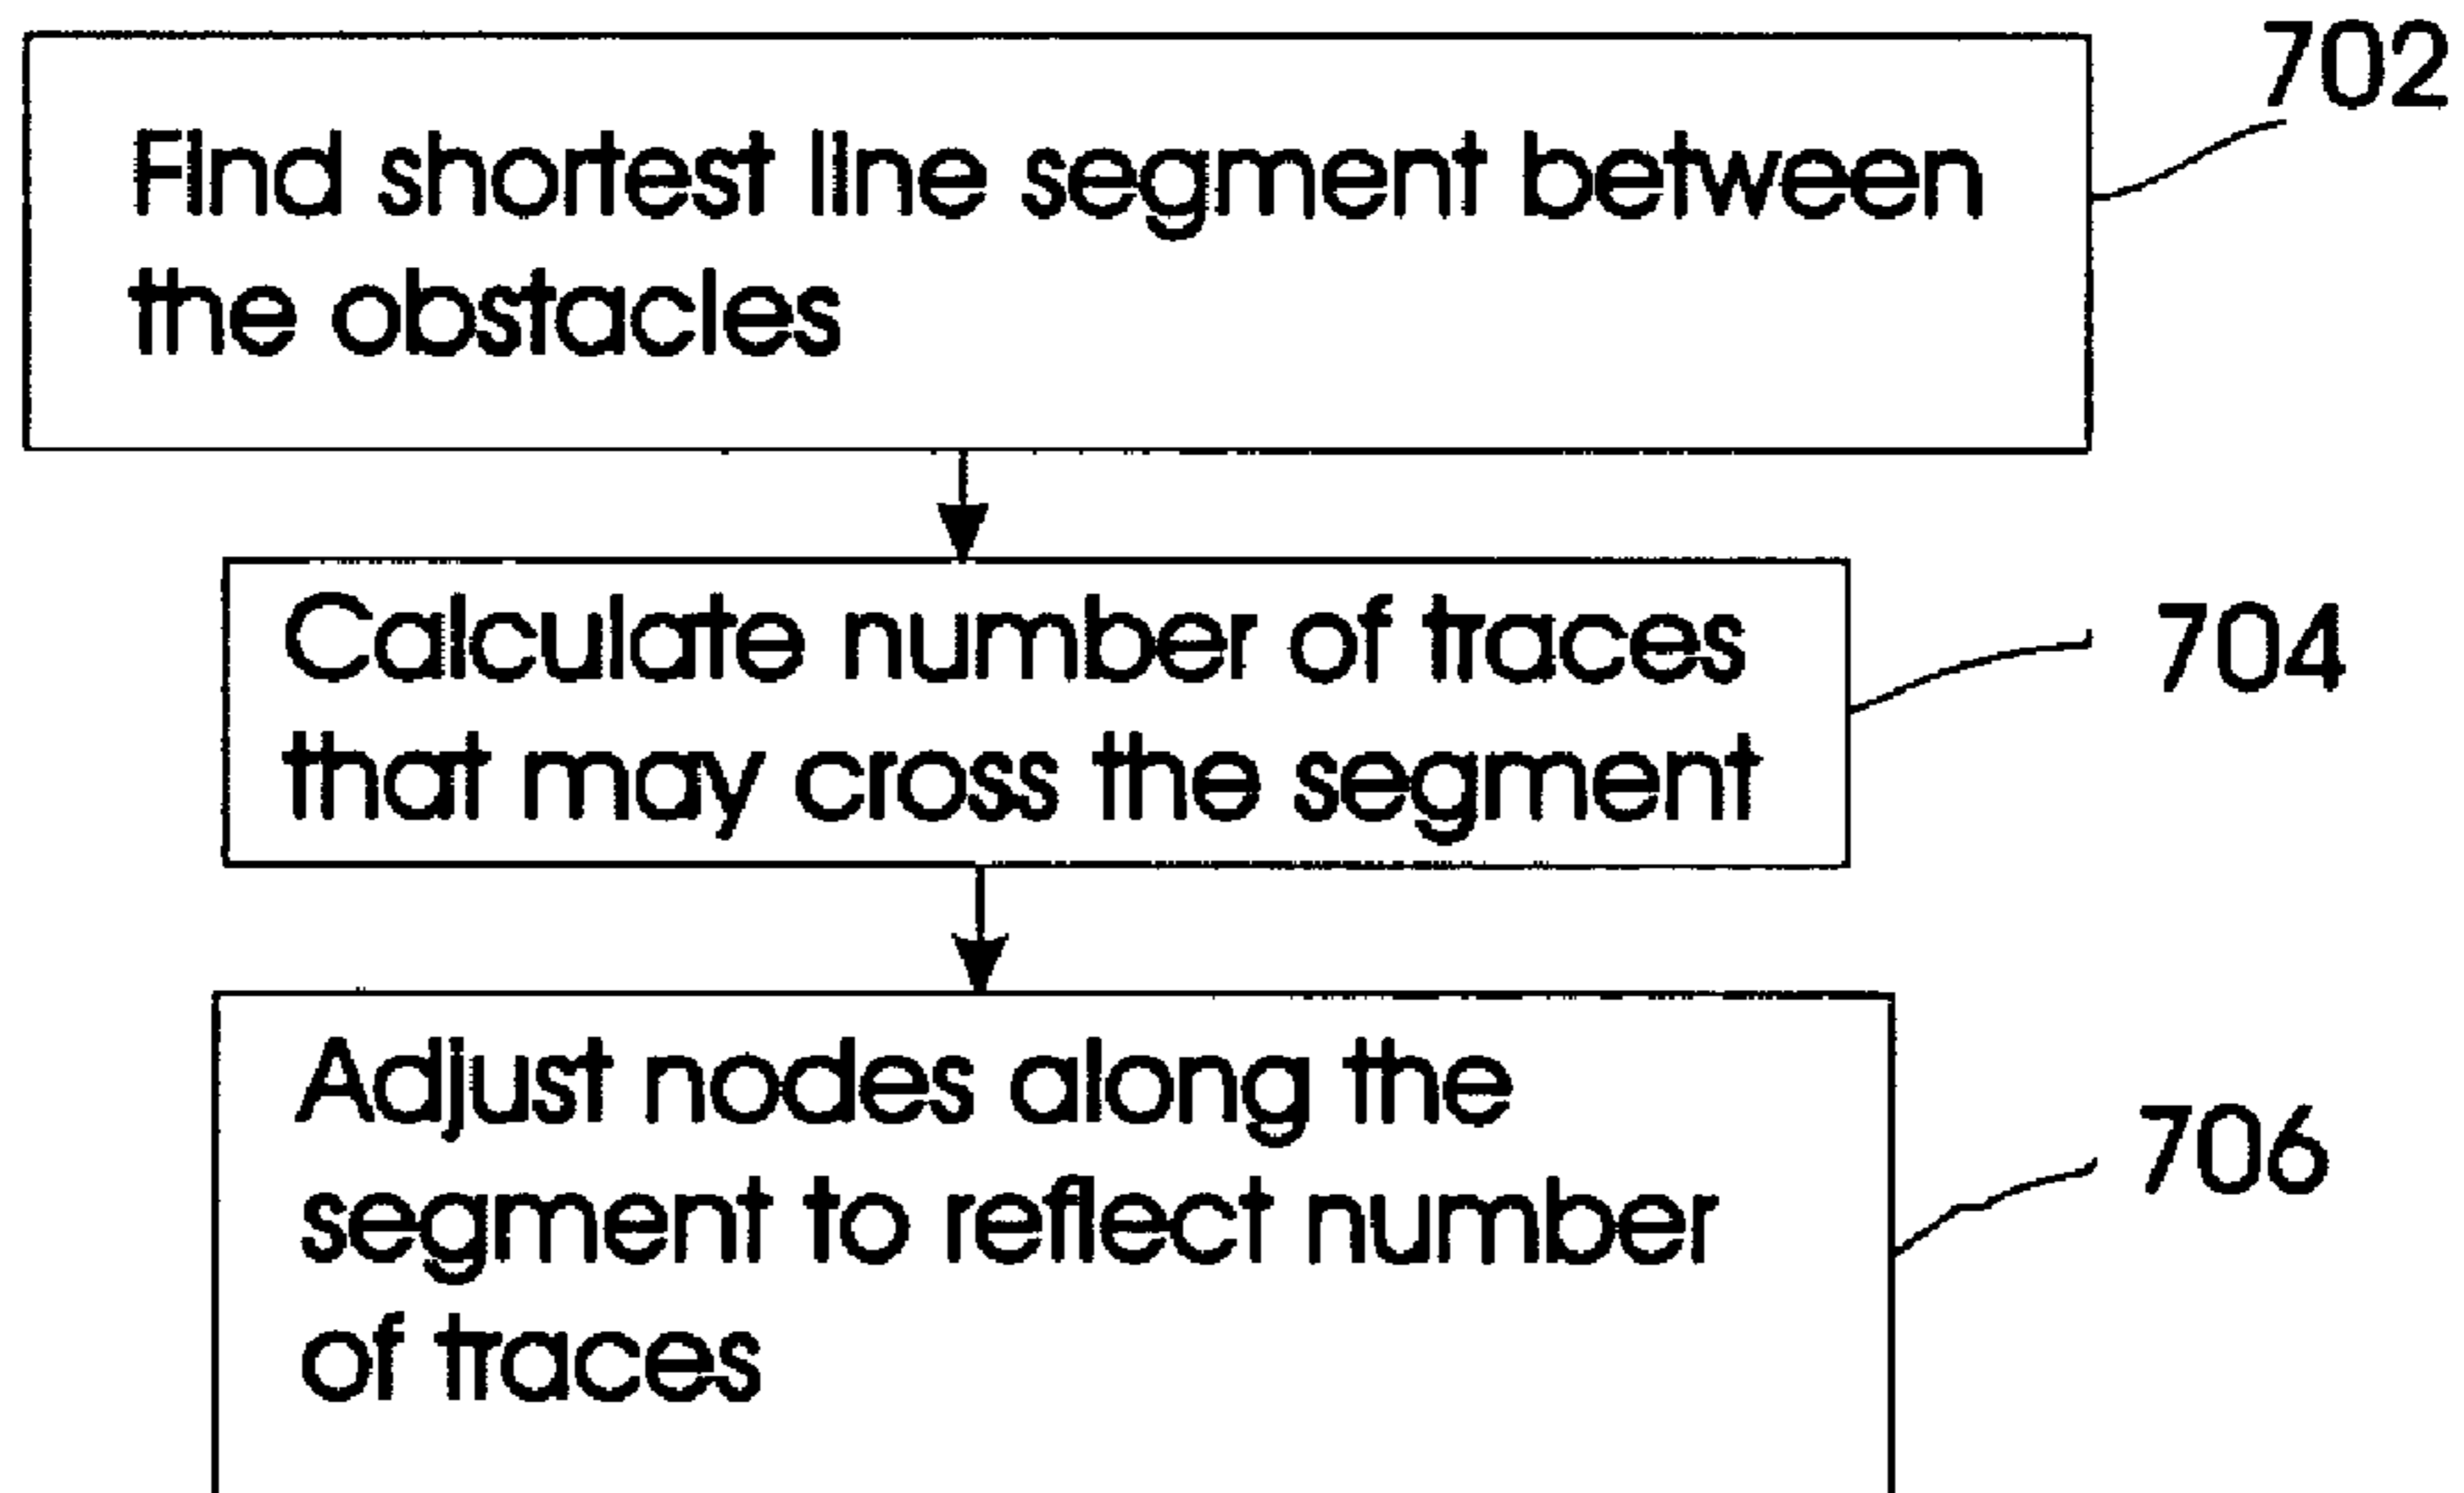 702
Find shortest line segment between
the obstacles
Calculate number of traces
that may cross the segment
704
Adjust nodes along the
segment to reflect number
of traces
706